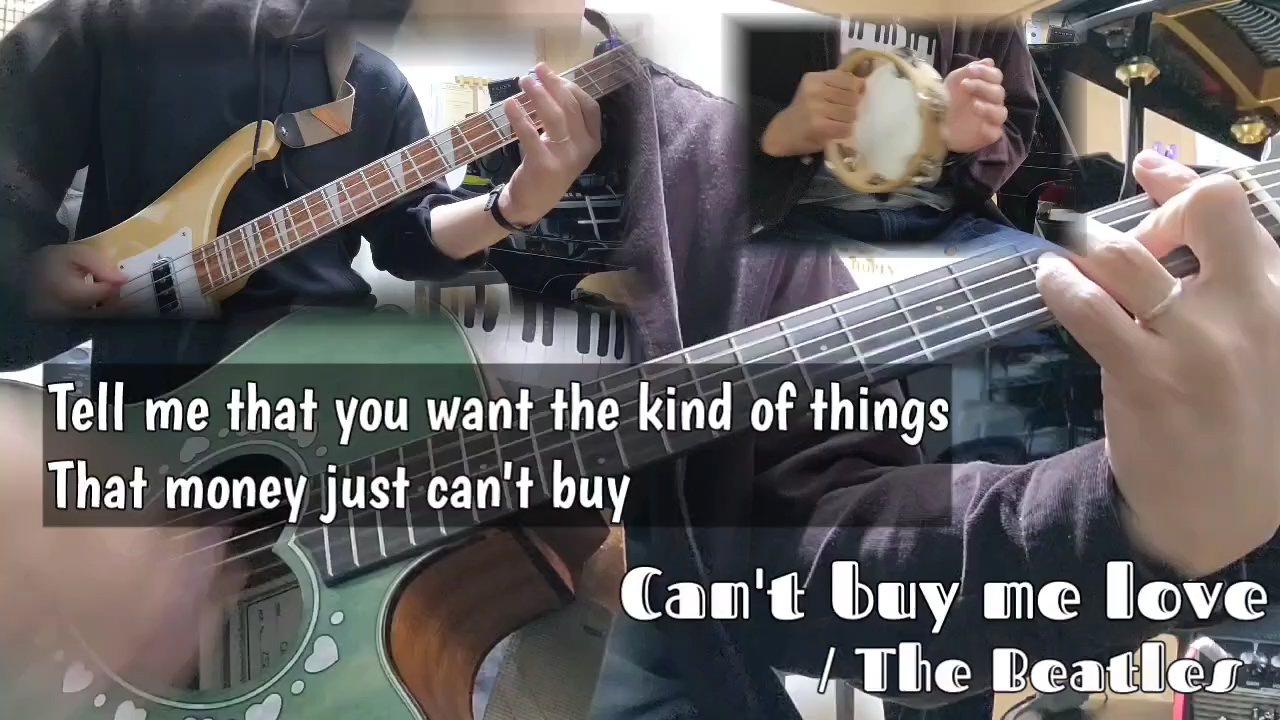 Tell me that you want the kind of things
That money just can't buy
Can't buy me love
/ The Beatles